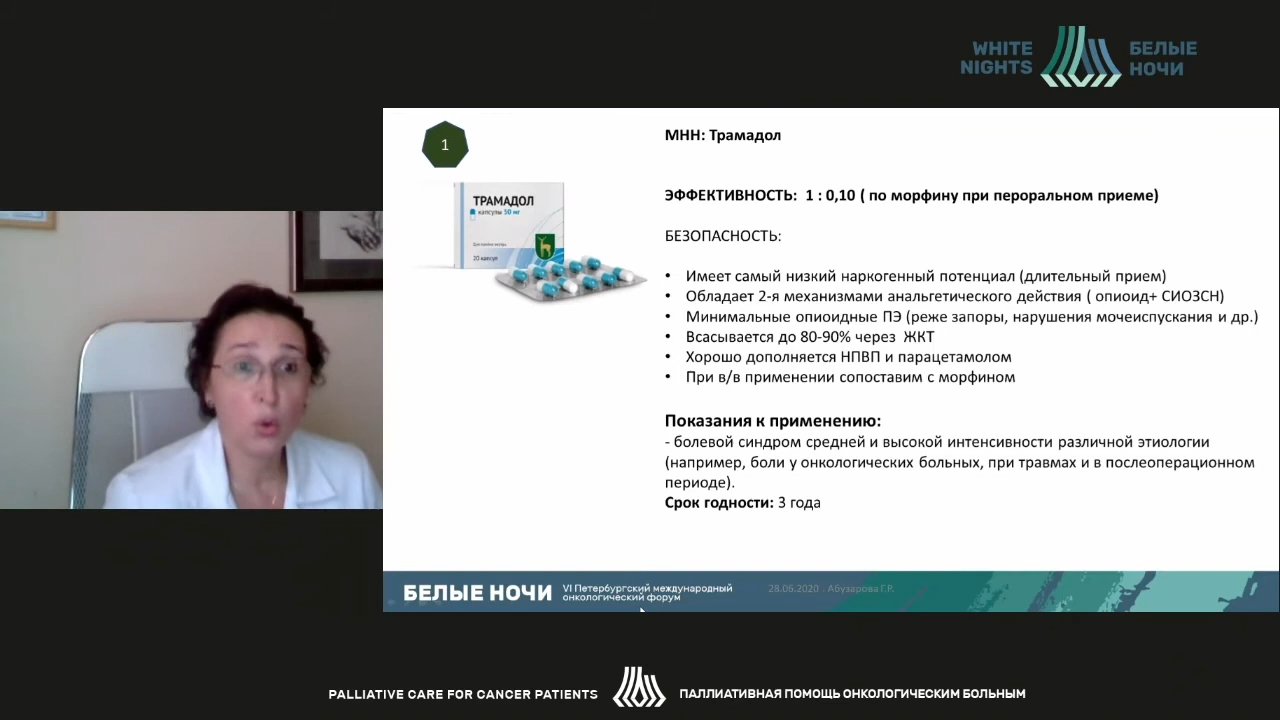 WHITE
NIGHTS
БЕЛЫЕ
НОЧИ
1
ТРАМАДОЛ
капсулы 50 мг
20 капсул
МНН: Трамадол
ЭФФЕКТИВНОСТЬ: 1 : 0,10 ( по морфину при пероральном приеме)
БЕЗОПАСНОСТЬ:
• Имеет самый низкий наркогенный потенциал (длительный прием)
• Обладает 2-я механизмами анальгетического действия ( опиоид+ СИОЗСН)
• Минимальные опиоидные ПЭ (реже запоры, нарушения мочеиспускания и др.)
• Всасывается до 80-90% через ЖКТ
• Хорошо дополняется НПВП и парацетамолом
• При в/в применении сопоставим с морфином
Показания к применению:
- болевой синдром средней и высокой интенсивности различной этиологии
(например, боли у онкологических больных, при травмах и в послеоперационном
периоде).
Срок годности: 3 года
БЕЛЫЕ НОЧИ
VI Петербургский международный
онкологический форум
28.06.2020 . Абузарова Г.Р.
PALLIATIVE CARE FOR CANCER PATIENTS
ПАЛЛИАТИВНАЯ ПОМОЩЬ ОНКОЛОГИЧЕСКИМ БОЛЬНЫМ